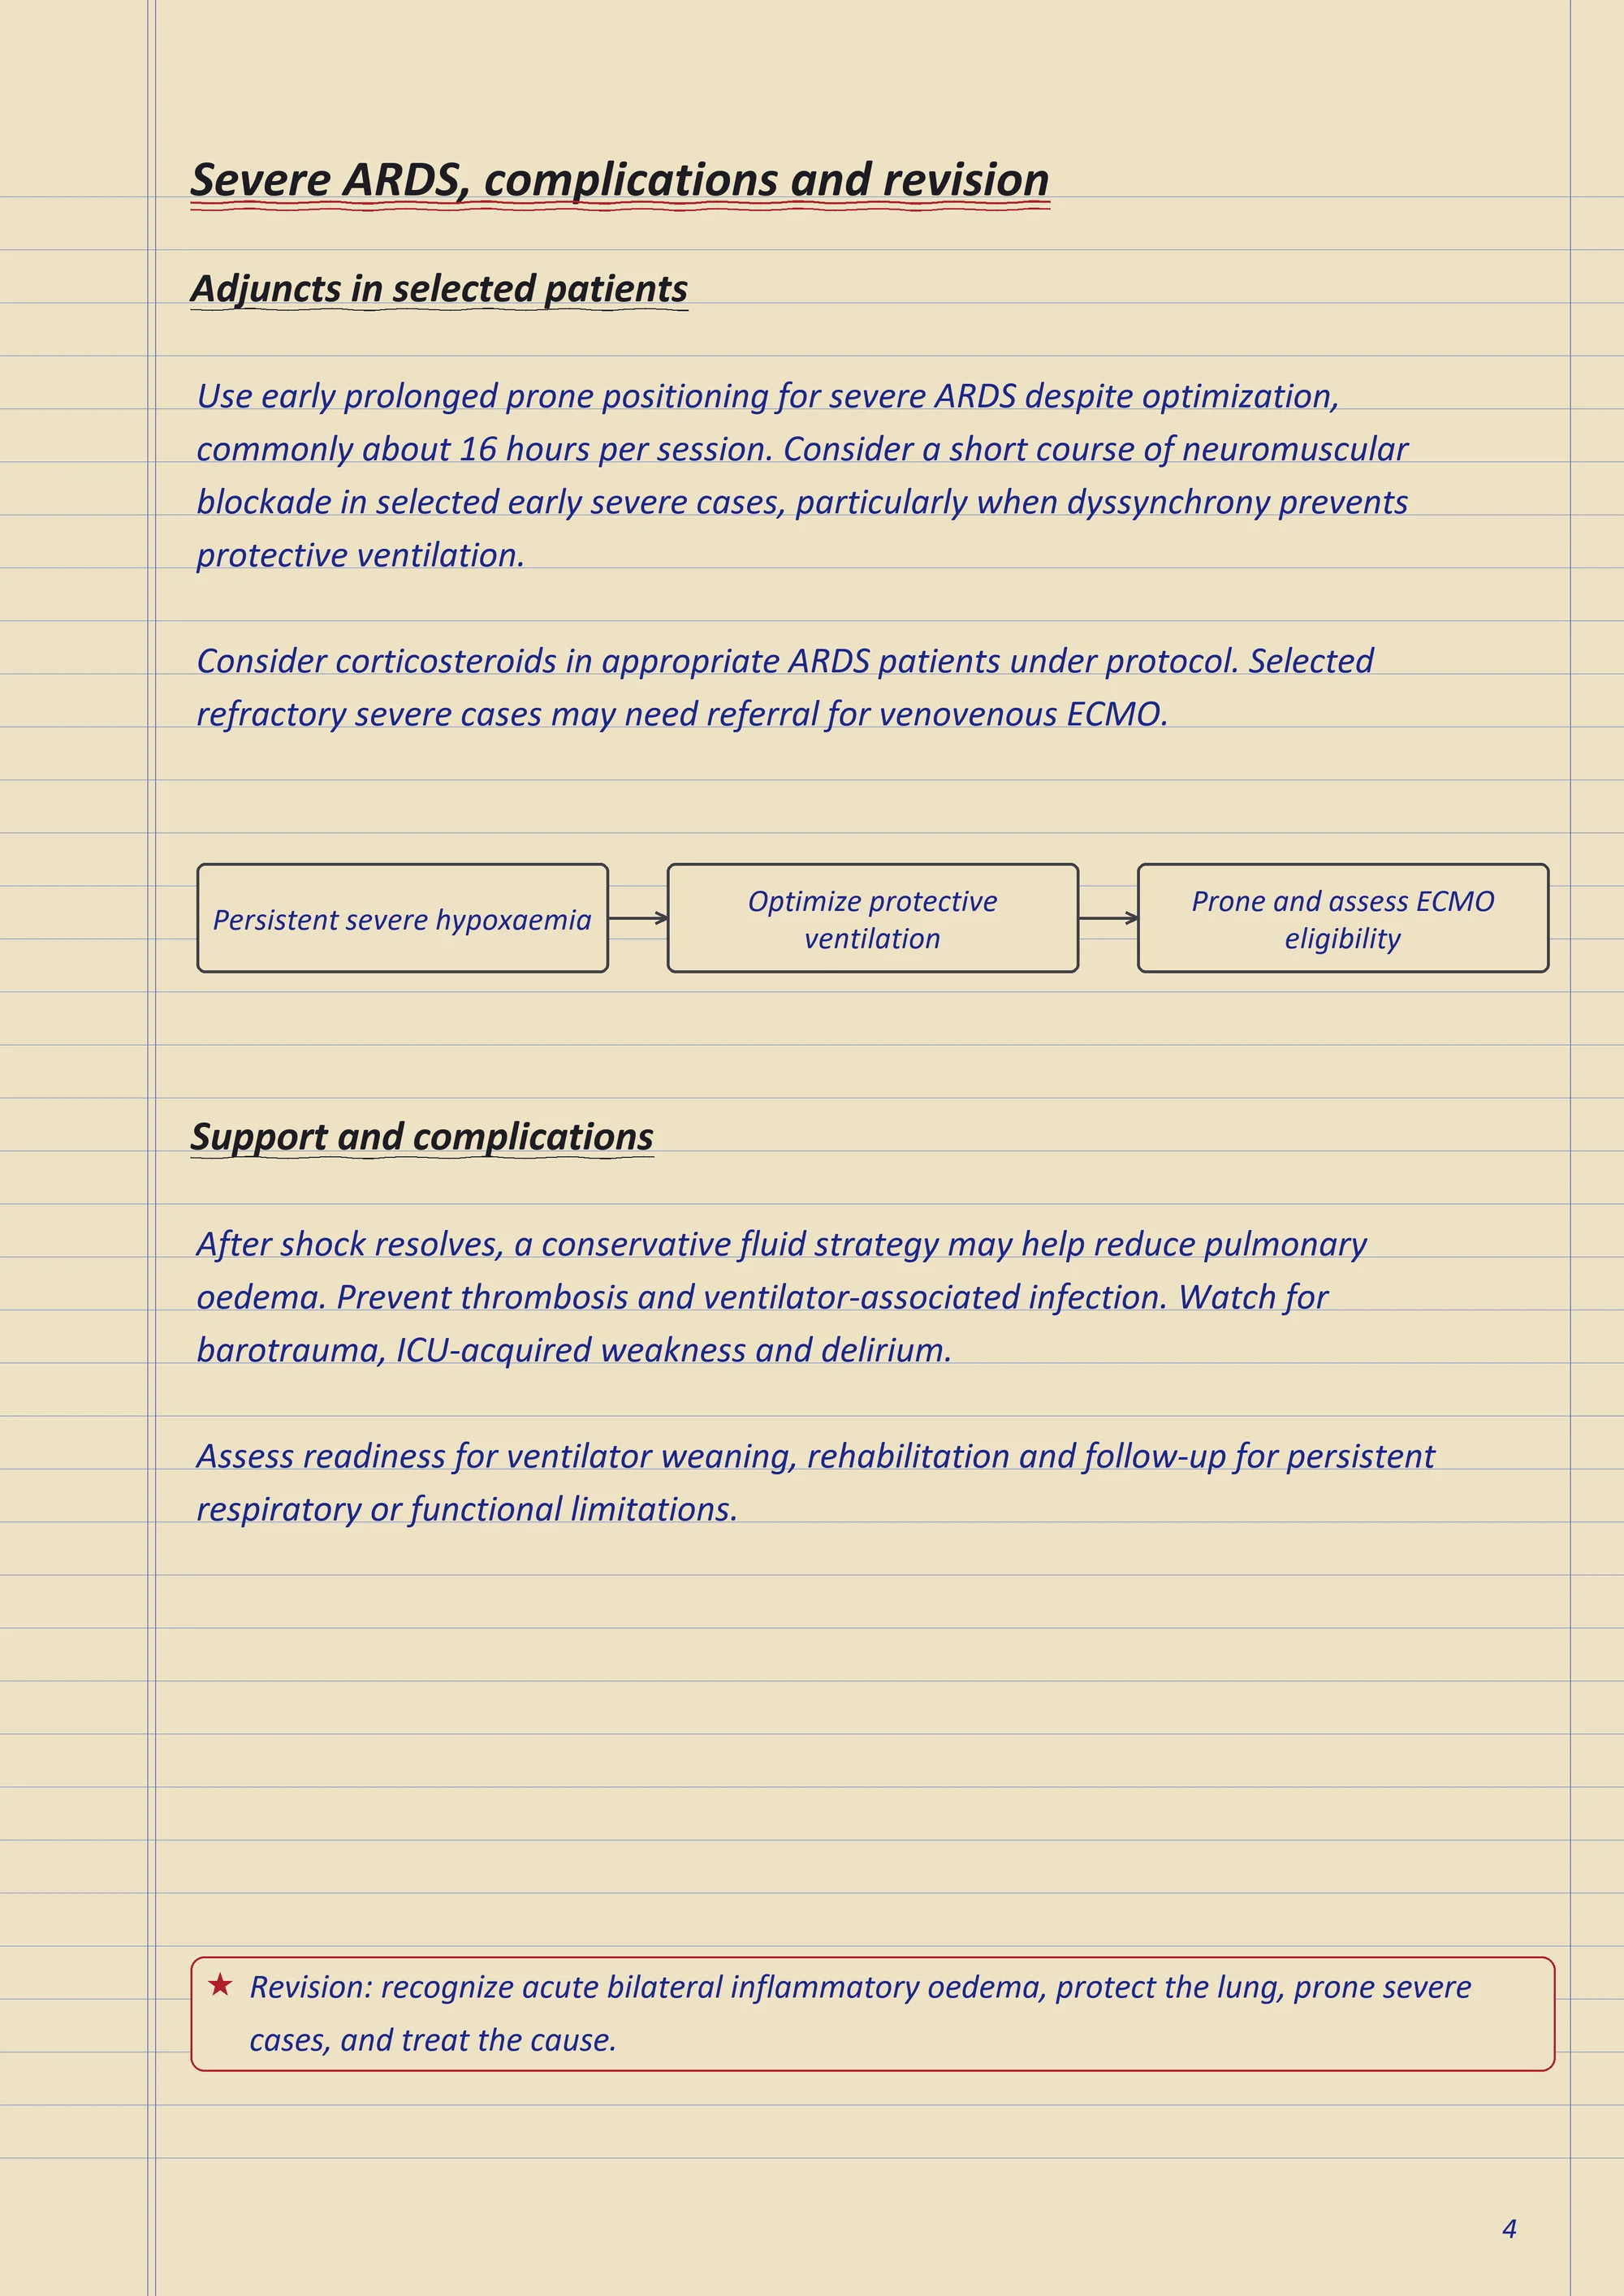 Severe ARDS, complications and revision
Adjuncts in selected patients
Use early prolonged prone positioning for severe ARDS despite optimization,
commonly about 16 hours per session. Consider a short course of neuromuscular
blockade in selected early severe cases, particularly when dyssynchrony prevents
protective ventilation.
Consider corticosteroids in appropriate ARDS patients under protocol. Selected
refractory severe cases may need referral for venovenous ECMO.
Persistent severe hypoxaemia
Optimize protective
ventilation
Prone and assess ECMO
eligibility
Support and complications
After shock resolves, a conservative fluid strategy may help reduce pulmonary
oedema. Prevent thrombosis and ventilator-associated infection. Watch for
barotrauma, ICU-acquired weakness and delirium.
Assess readiness for ventilator weaning, rehabilitation and follow-up for persistent
respiratory or functional limitations.
★ Revision: recognize acute bilateral inflammatory oedema, protect the lung, prone severe
cases, and treat the cause.
4